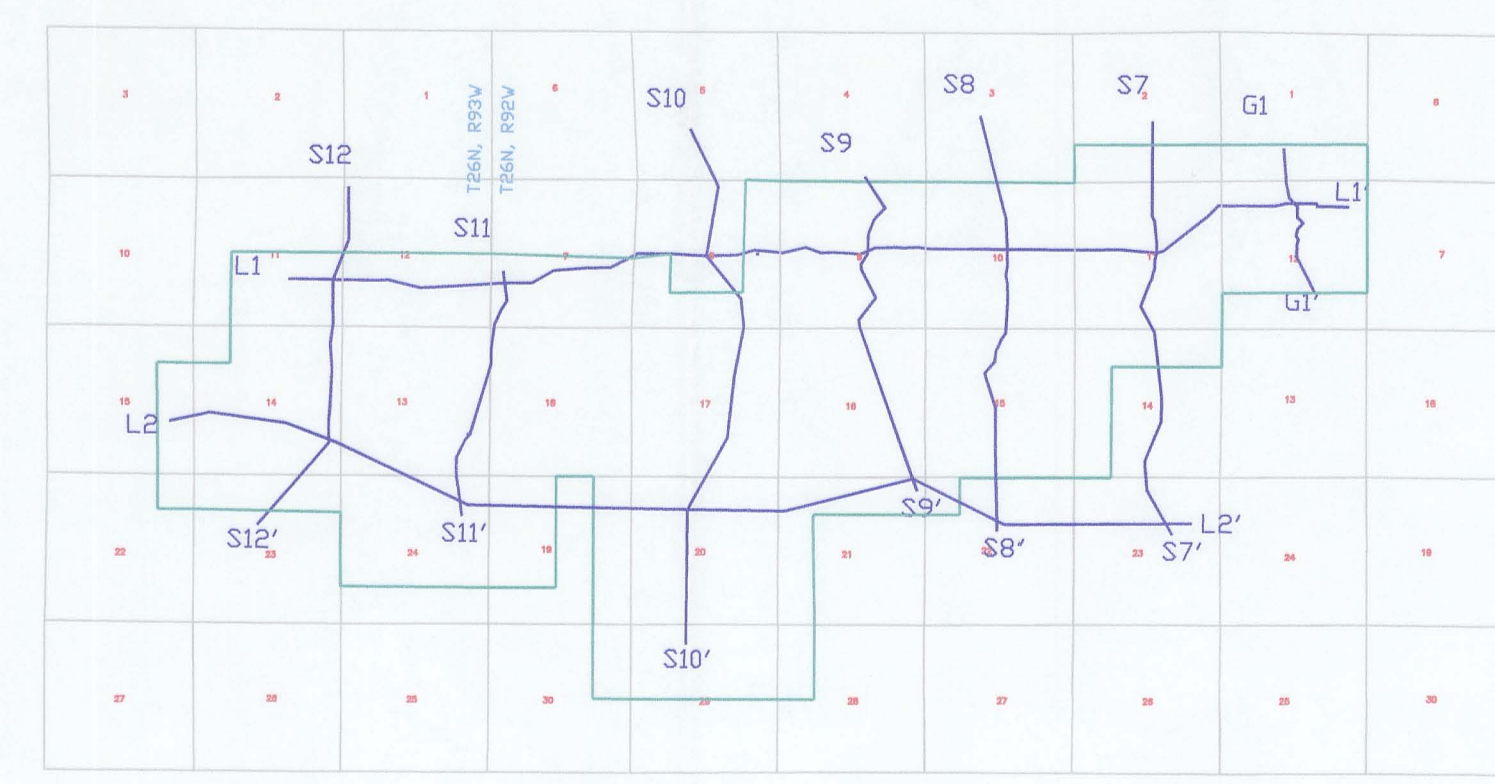 3 2 1 6 5 4 3 2 1 6
S10 S8 S7 G1
T26N, R93W
T26N, R92W
S12 S9
S11 L1'
10 11 12 7 9 10 12 7
L1
G1'
15 14 13 18 17 16 15 14 13 18
L2
S12' S11' S9' S8' S7' L2'
22 23 24 19 20 21 22 23 24 19
S10'
27 26 25 30 29 28 27 26 25 30